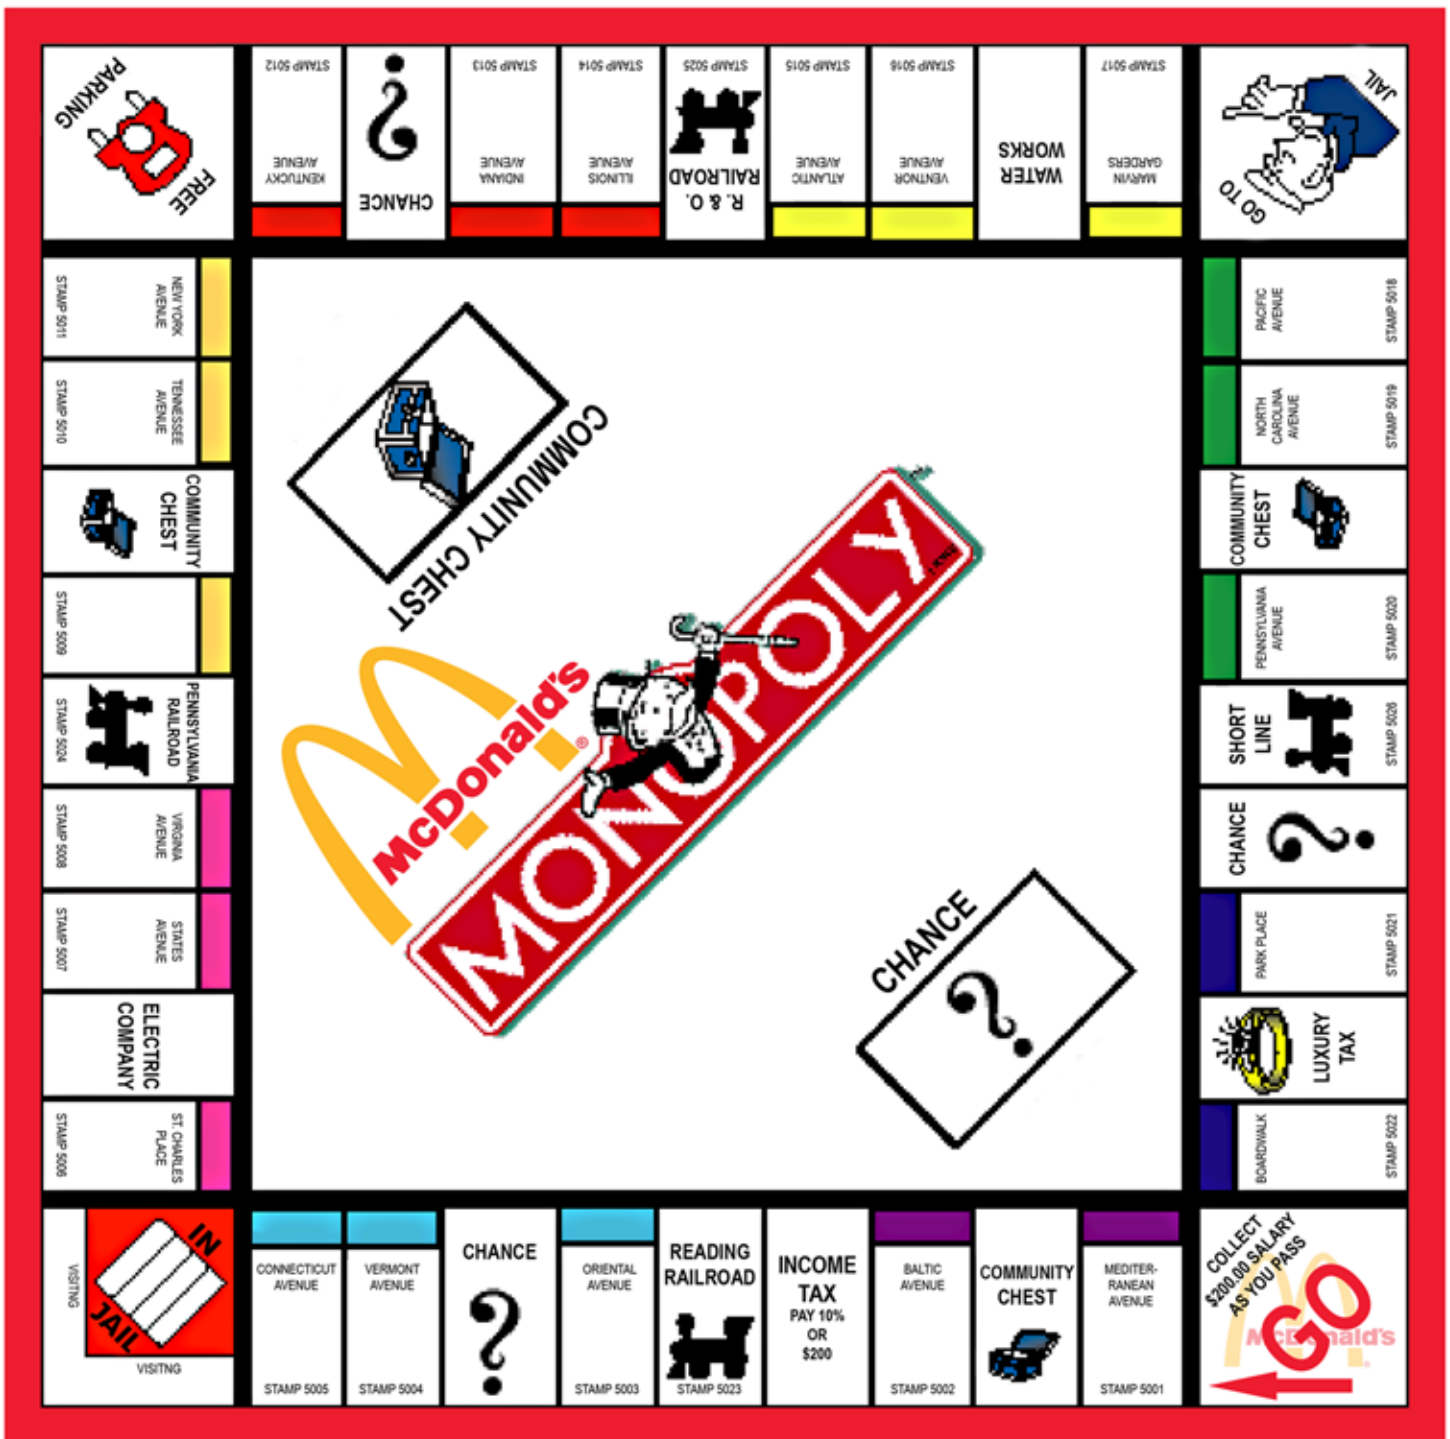 FREE
PARKING
STAMP 5012
KENTUCKY
AVENUE
CHANCE
STAMP 5013
INDIANA
AVENUE
STAMP 5014
ILLINOIS
AVENUE
STAMP 5025
R. & O.
RAILROAD
STAMP 5015
ATLANTIC
AVENUE
STAMP 5016
VENTNOR
AVENUE
WATER
WORKS
STAMP 5017
MARVIN
GARDERS
GO TO
JAIL
NEW YORK
AVENUE
STAMP 5011
TENNESSEE
AVENUE
STAMP 5010
COMMUNITY
CHEST
STAMP 5009
PENNSYLVANIA
RAILROAD
STAMP 5024
VIRGINIA
AVENUE
STAMP 5008
STATES
AVENUE
STAMP 5007
ELECTRIC
COMPANY
ST. CHARLES
PLACE
STAMP 5006
COMMUNITY CHEST
McDonald's®
MONOPOLY
CHANCE
?
PACIFIC
AVENUE
STAMP 5018
NORTH
CAROLINA
AVENUE
STAMP 5019
COMMUNITY
CHEST
PENNSYLVANIA
AVENUE
STAMP 5020
SHORT
LINE
STAMP 5026
CHANCE
?
PARK PLACE
STAMP 5021
LUXURY
TAX
BOARDWALK
STAMP 5022
IN
JAIL
VISITNG
VISITNG
CONNECTICUT
AVENUE
STAMP 5005
VERMONT
AVENUE
STAMP 5004
CHANCE
?
ORIENTAL
AVENUE
STAMP 5003
READING
RAILROAD
STAMP 5023
INCOME
TAX
PAY 10%
OR
$200
BALTIC
AVENUE
STAMP 5002
COMMUNITY
CHEST
MEDITER-
RANEAN
AVENUE
STAMP 5001
COLLECT
$200.00 SALARY
AS YOU PASS
GO
McDonald's